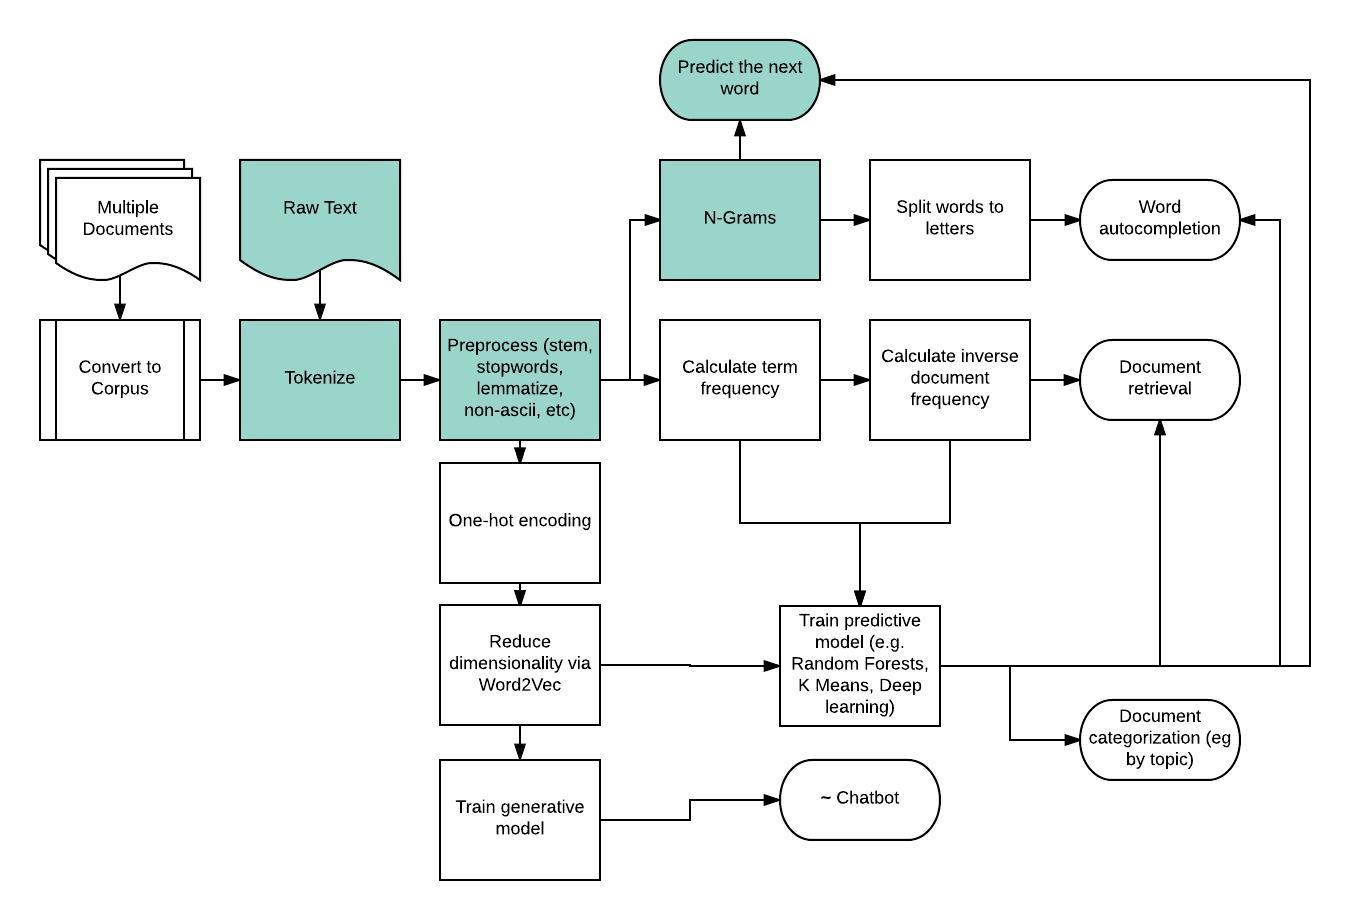 Predict the next
word
Multiple
Documents
Raw Text
N-Grams
Split words to
letters
Word
autocompletion
Convert to
Corpus
Tokenize
Preprocess (stem,
stopwords,
lemmatize,
non-ascii, etc)
Calculate term
frequency
Calculate inverse
document
frequency
Document
retrieval
One-hot encoding
Reduce
dimensionality via
Word2Vec
Train predictive
model (e.g.
Random Forests,
K Means, Deep
learning)
Document
categorization (eg
by topic)
Train generative
model
~ Chatbot